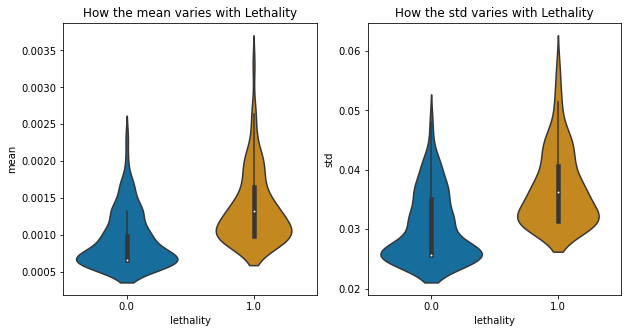 How the mean varies with Lethality
mean
0.0035
0.0030
0.0025
0.0020
0.0015
0.0010
0.0005
0.0
1.0
lethality
How the std varies with Lethality
std
0.06
0.05
0.04
0.03
0.02
0.0
1.0
lethality